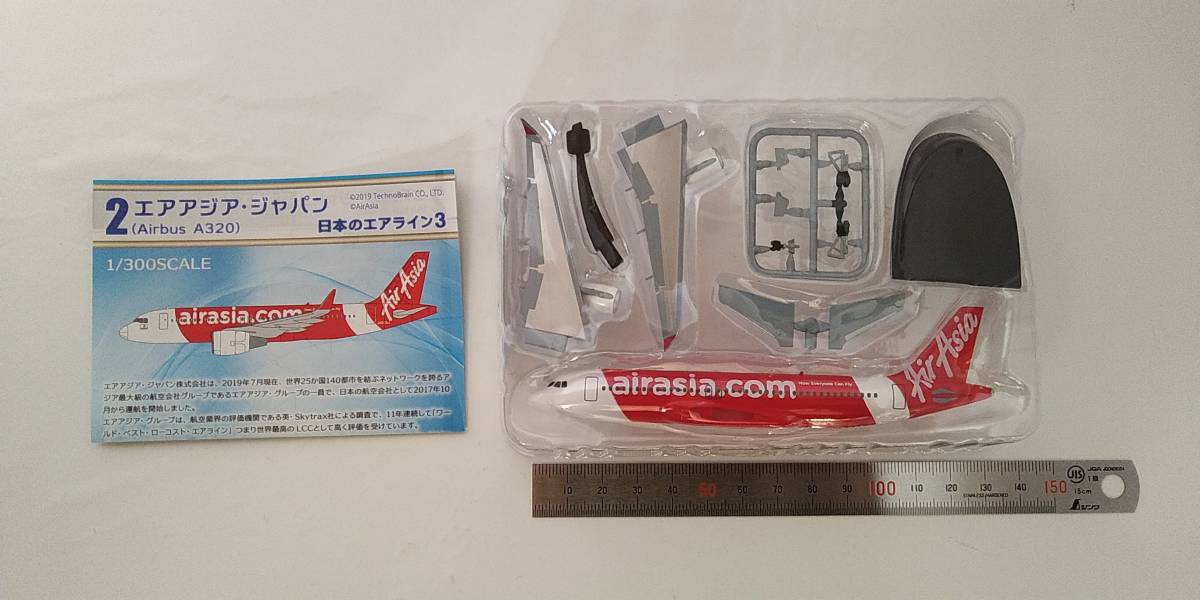 2 エアアジア・ジャパン
(Airbus A320)
©2019 TechnoBrain CO., LTD.
©AirAsia
日本のエアライン3
1/300SCALE
airasia.com
AirAsia
エアアジア・ジャパン株式会社は、2019年7月現在、世界25か国140都市を結ぶネットワークを誇るア
ジア最大級の航空会社グループであるエアアジア・グループの一員で、日本の航空会社として2017年10
月から運航を開始しました。
エアアジア・グループは、航空業界の評価機関である英・Skytrax社による調査で、11年連続して「ワー
ルド・ベスト・ローコスト・エアライン」つまり世界最高のLCCとして高く評価を受けています。
airasia.com
Now Everyone Can Fly
AirAsia
10 20 30 40 50 60 70 80 90 100 110 120 130 140 150
STAINLESS HARDENED
JIS
1級
15cm
シンワ